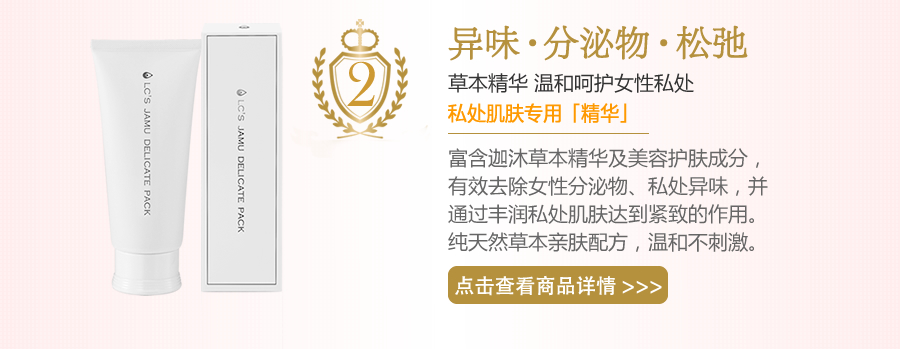 LC'S JAMU DELICATE PACK
LC'S JAMU DELICATE PACK
2
异味·分泌物·松弛
草本精华 温和呵护女性私处
私处肌肤专用「精华」
富含迦沐草本精华及美容护肤成分，
有效去除女性分泌物、私处异味，并
通过丰润私处肌肤达到紧致的作用。
纯天然草本亲肤配方，温和不刺激。
点击查看商品详情 >>>